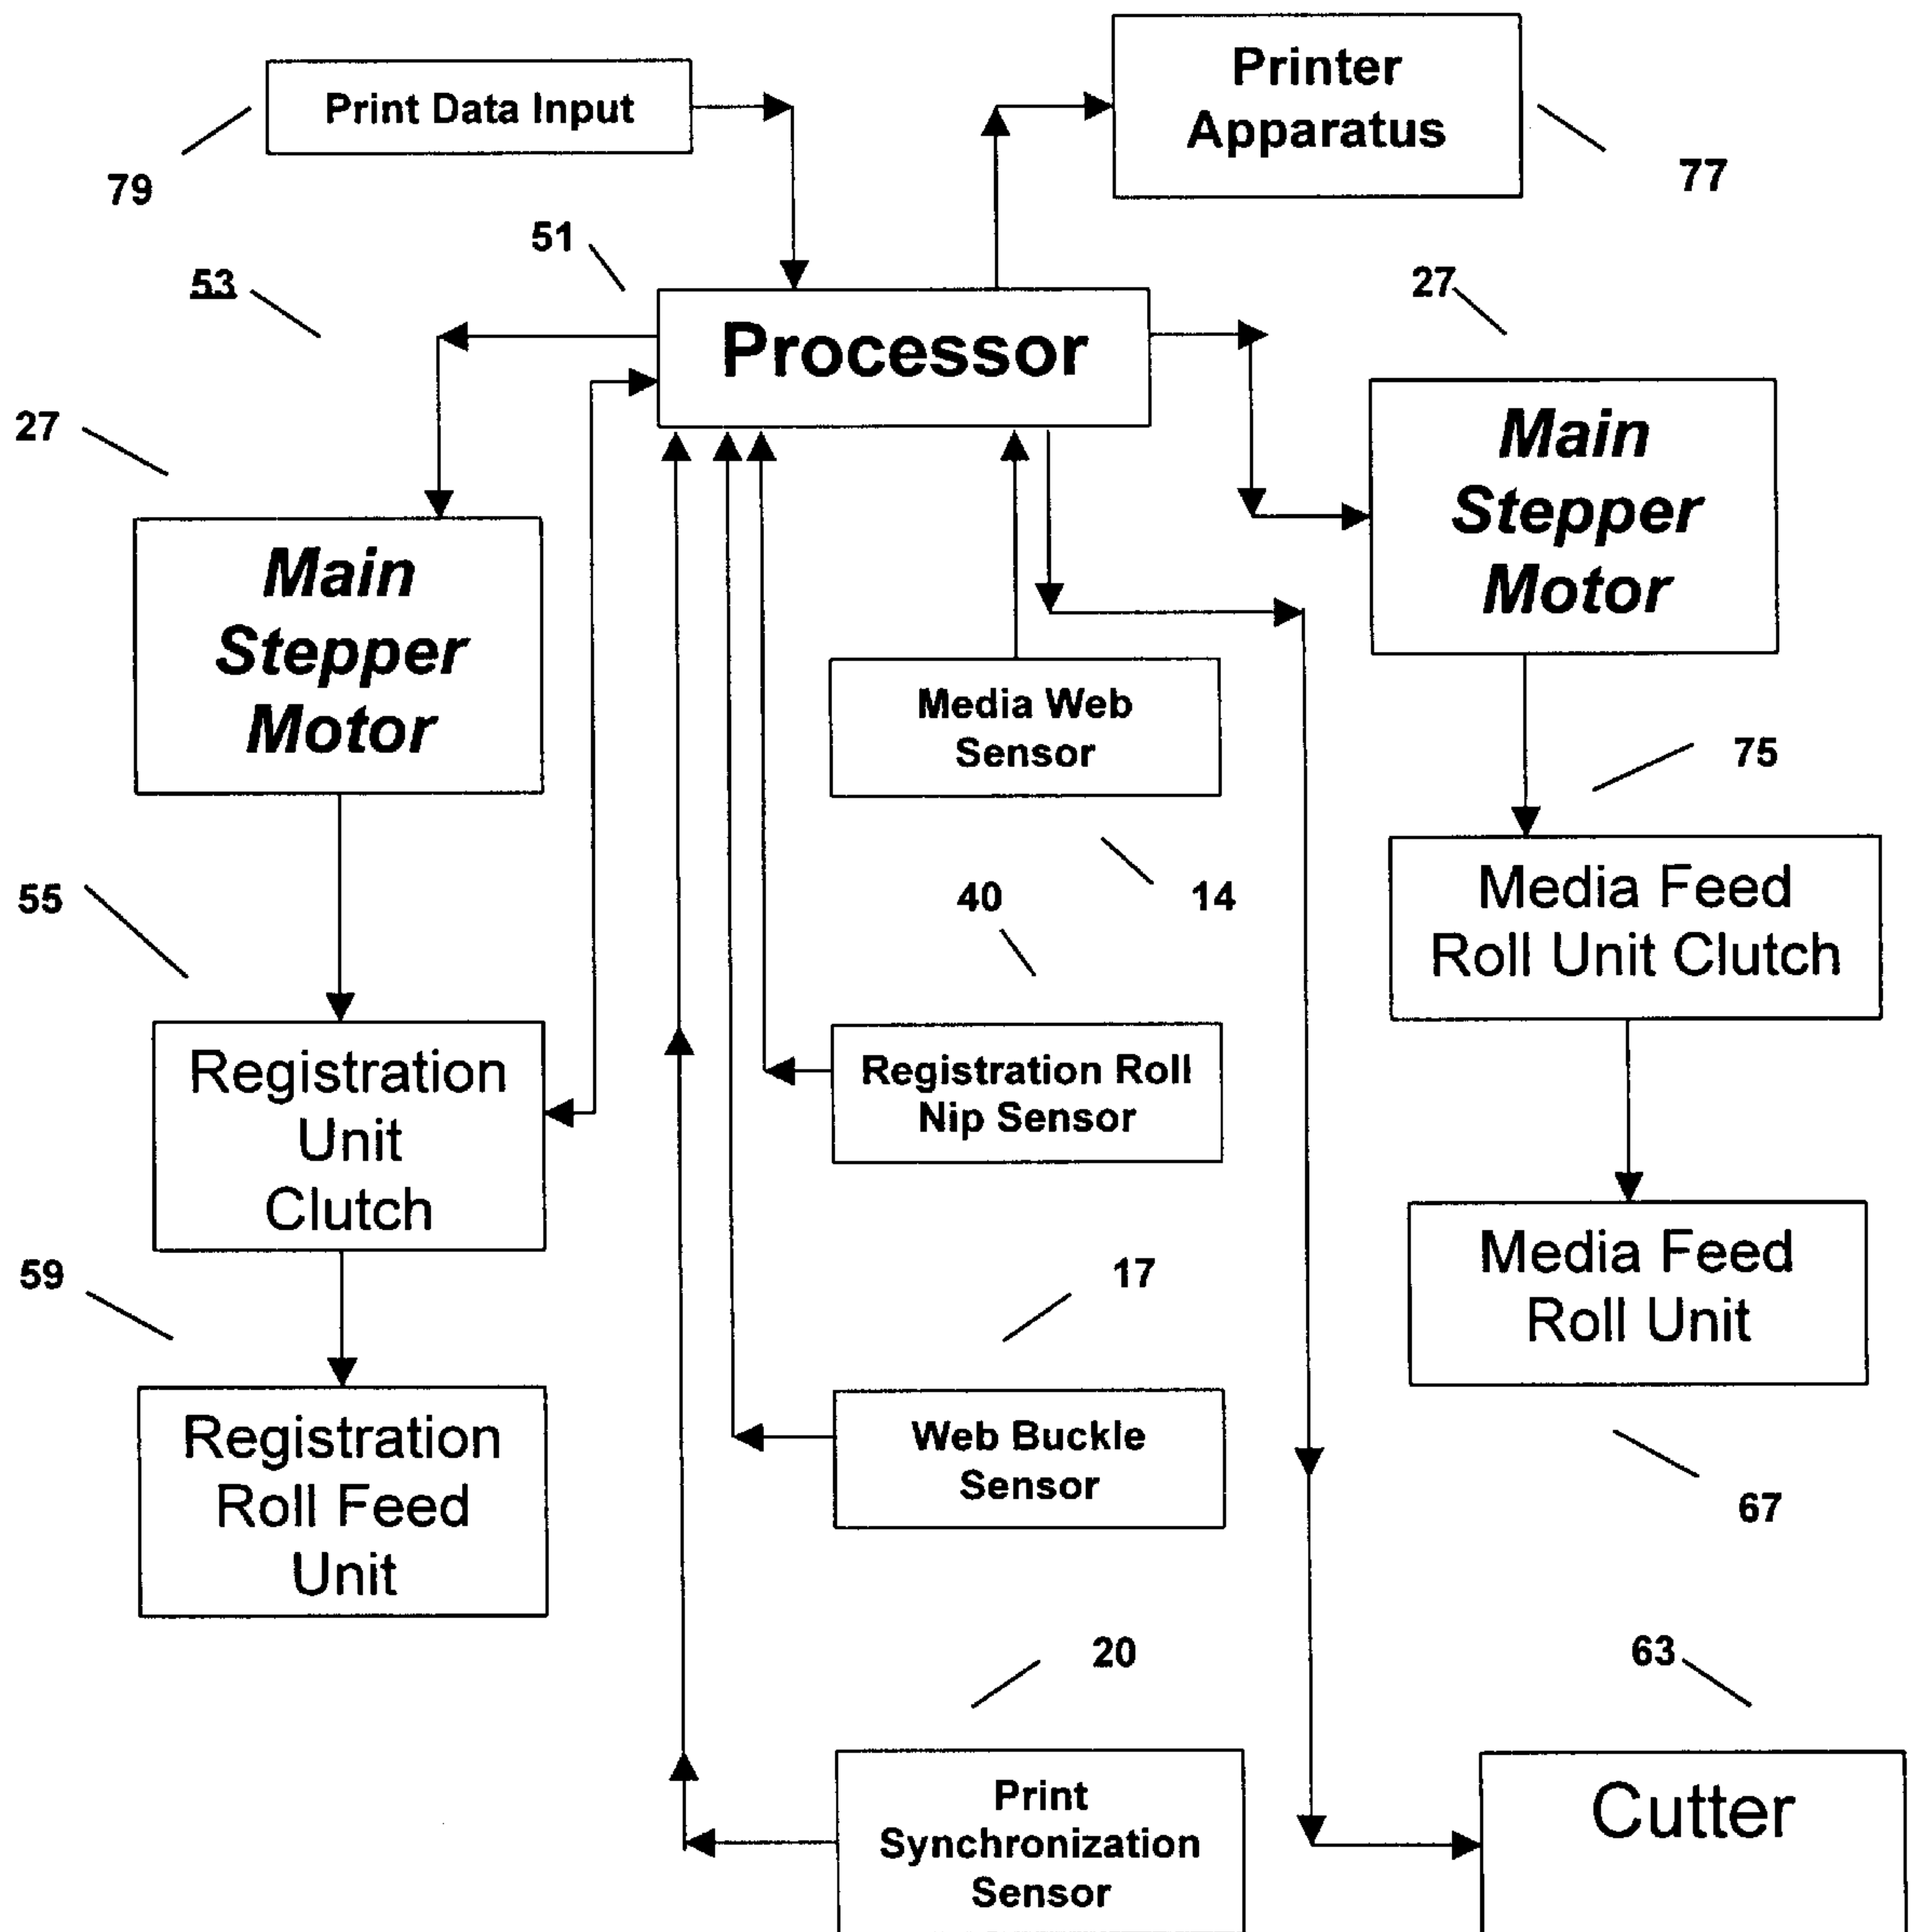 Printer
Apparatus
Print Data Input
77
79
51
53
27
Processor
27
Main
Stepper
Motor
Main
Stepper
Motor
Media Web
Sensor
75
55
40
14
Media Feed
Roll Unit Clutch
Registration
Unit
Clutch
Registration Roll
Nip Sensor
59
17
Media Feed
Roll Unit
Registration
Roll Feed
Unit
Web Buckle
Sensor
67
20
63
Print
Synchronization
Sensor
Cutter